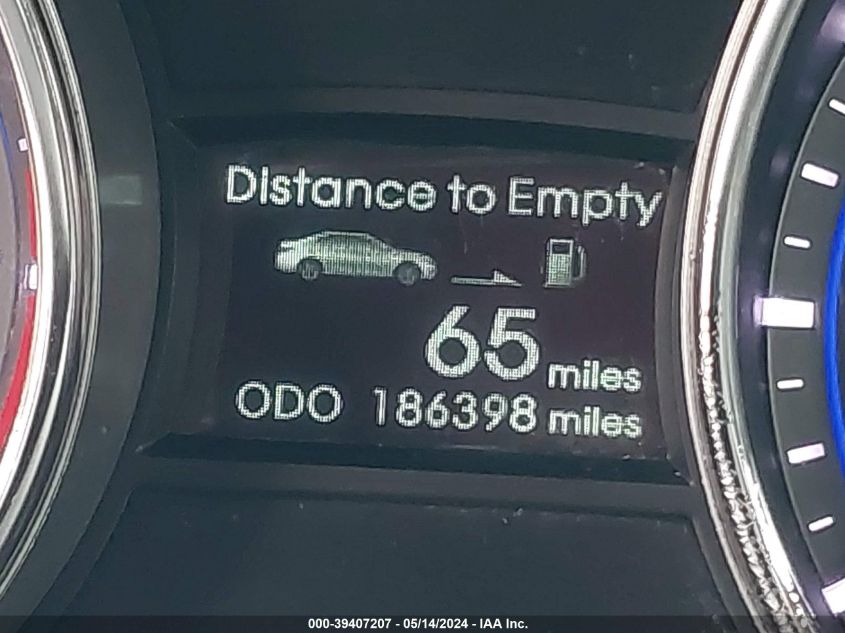 Distance to Empty
65 miles
ODO 186398 miles
000-39407207 - 05/14/2024 - IAA Inc.